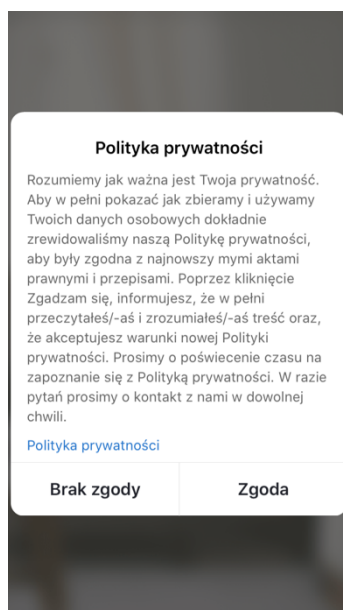 Polityka prywatności
Rozumiemy jak ważna jest Twoja prywatność.
Aby w pełni pokazać jak zbieramy i używamy
Twoich danych osobowych dokładnie
zrewidowaliśmy naszą Politykę prywatności,
aby były zgodna z najnowszy mymi aktami
prawnymi i przepisami. Poprzez kliknięcie
Zgadzam się, informujesz, że w pełni
przeczytałeś/-aś i zrozumiałeś/-aś treść oraz,
że akceptujesz warunki nowej Polityki
prywatności. Prosimy o poświecenie czasu na
zapoznanie się z Polityką prywatności. W razie
pytań prosimy o kontakt z nami w dowolnej
chwili.
Polityka prywatności
Brak zgody
Zgoda